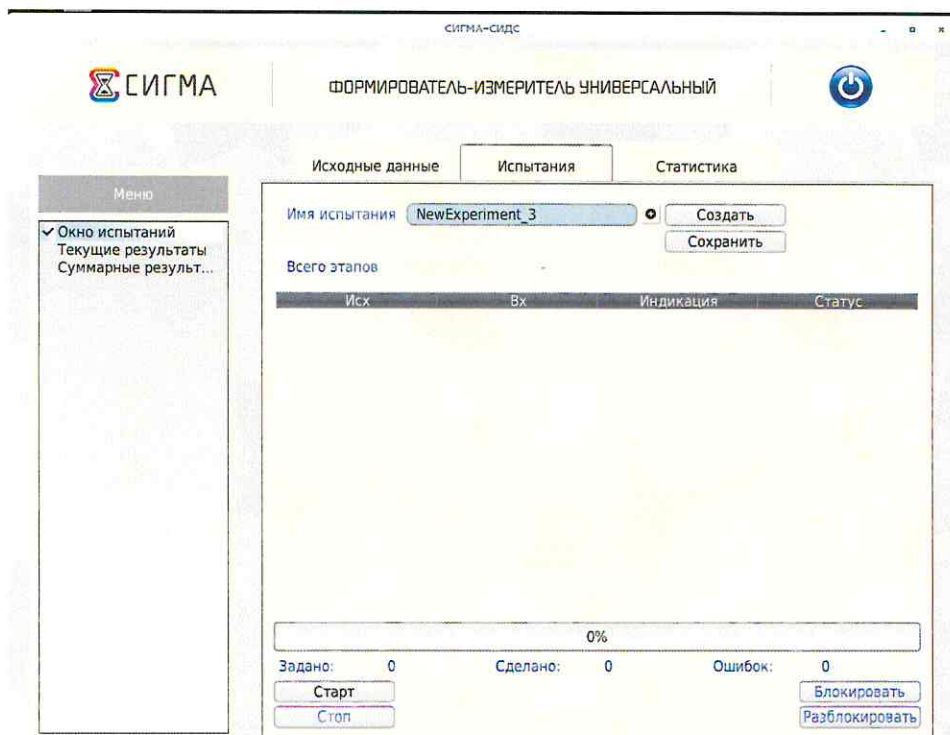 СИГМА-СИДС
СИГМА
ФОРМИРОВАТЕЛЬ-ИЗМЕРИТЕЛЬ УНИВЕРСАЛЬНЫЙ
Исходные данные Испытания Статистика
Меню
Окно испытаний
Текущие результаты
Суммарные результ...
Имя испытания NewExperiment_3 Создать
Сохранить
Всего этапов -
Исх Вх Индикация Статус
0%
Задано: 0 Сделано: 0 Ошибок: 0
Старт Блокировать
Стоп Разблокировать